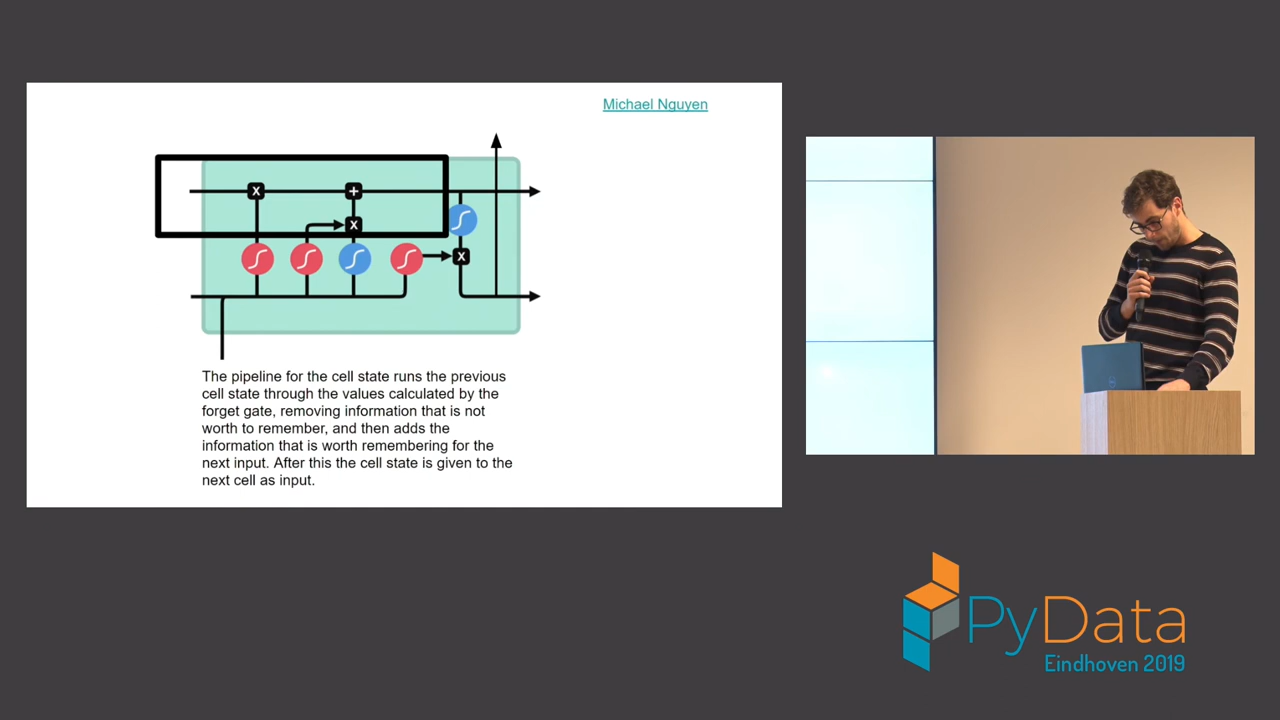 Michael Nguyen
x
+
x
x
The pipeline for the cell state runs the previous
cell state through the values calculated by the
forget gate, removing information that is not
worth to remember, and then adds the
information that is worth remembering for the
next input. After this the cell state is given to the
next cell as input.
PyData
Eindhoven 2019